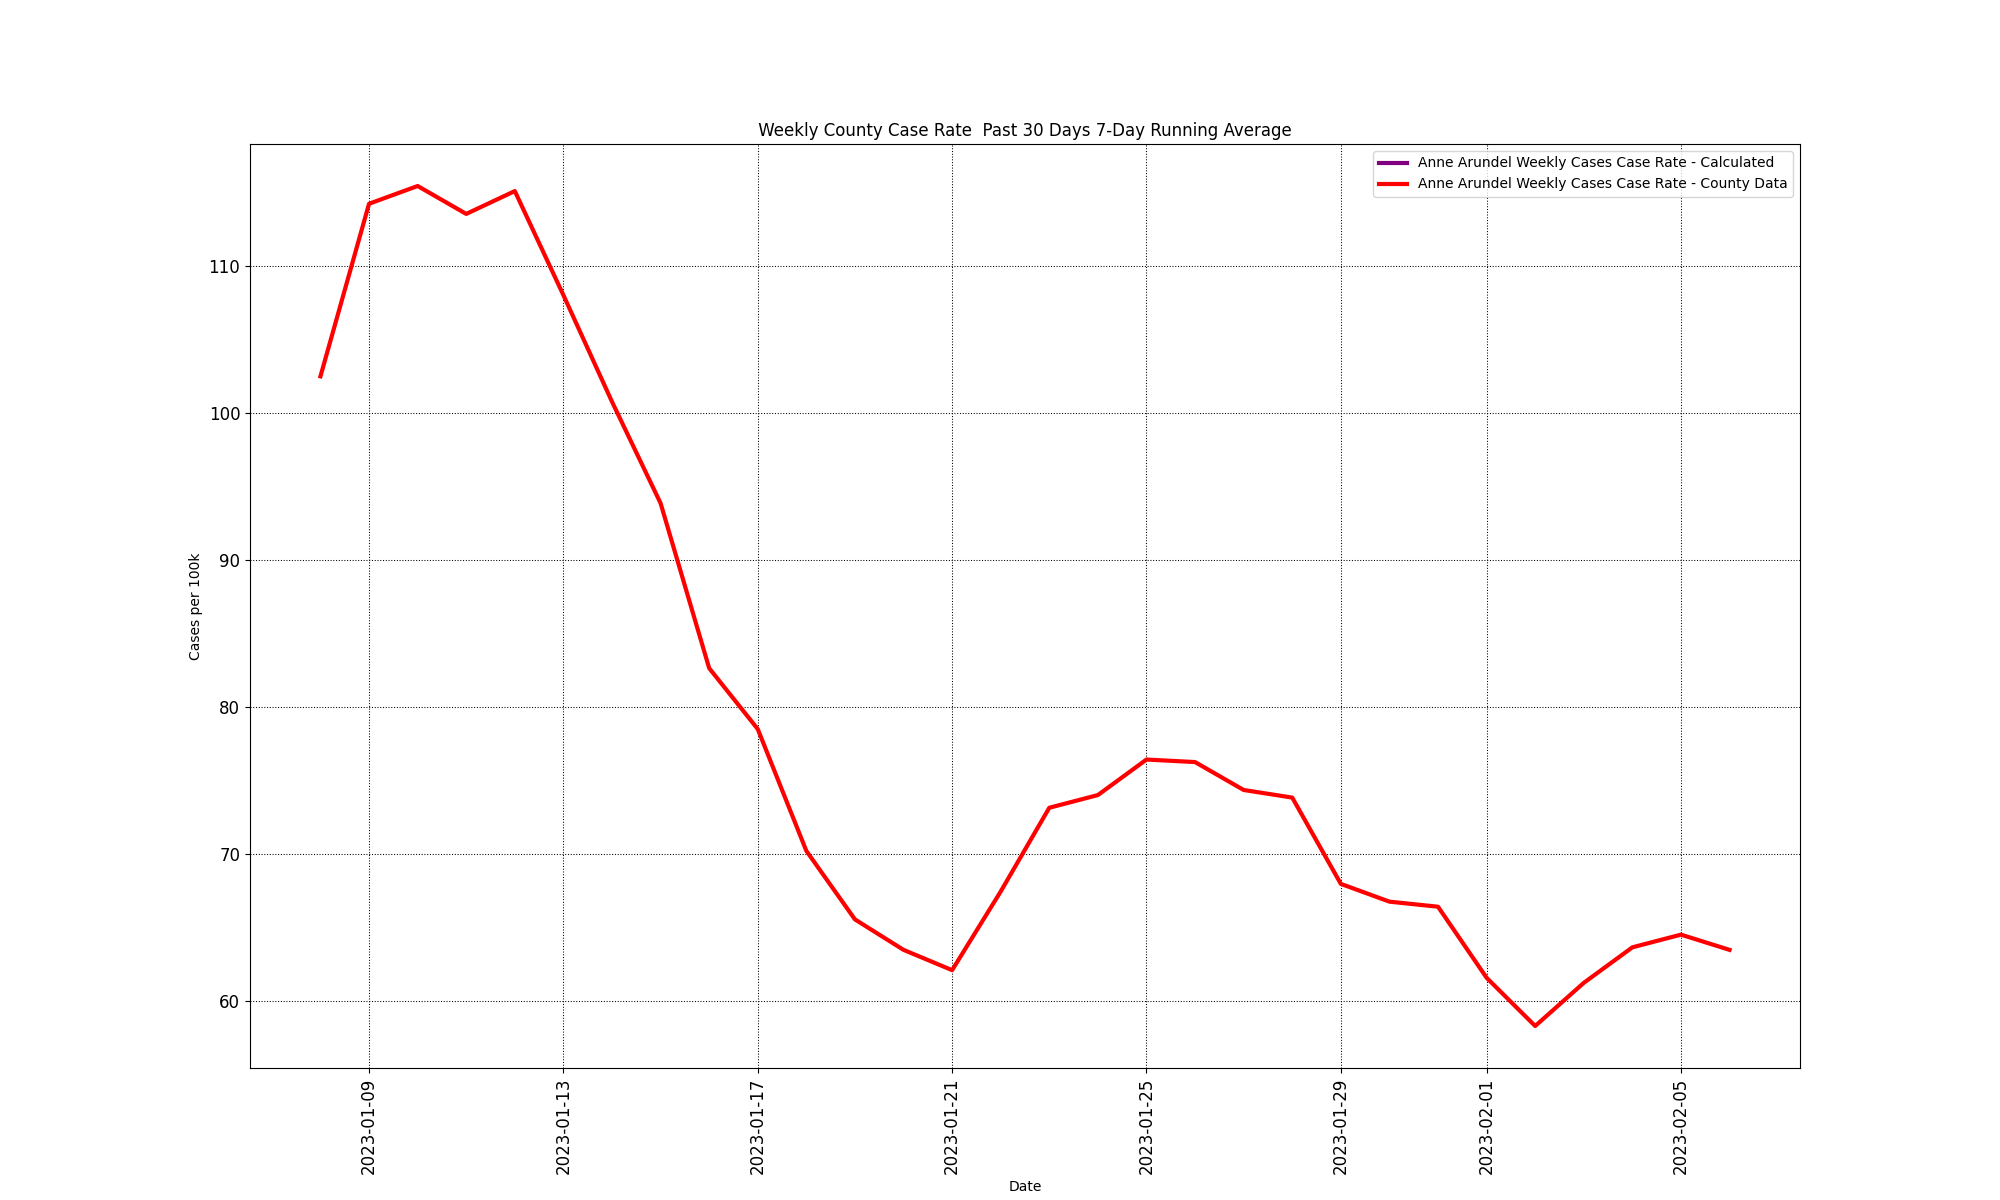 Weekly County Case Rate  Past 30 Days 7-Day Running Average
Anne Arundel Weekly Cases Case Rate - Calculated
Anne Arundel Weekly Cases Case Rate - County Data
Cases per 100k
110
100
90
80
70
60
2023-01-09
2023-01-13
2023-01-17
2023-01-21
2023-01-25
2023-01-29
2023-02-01
2023-02-05
Date